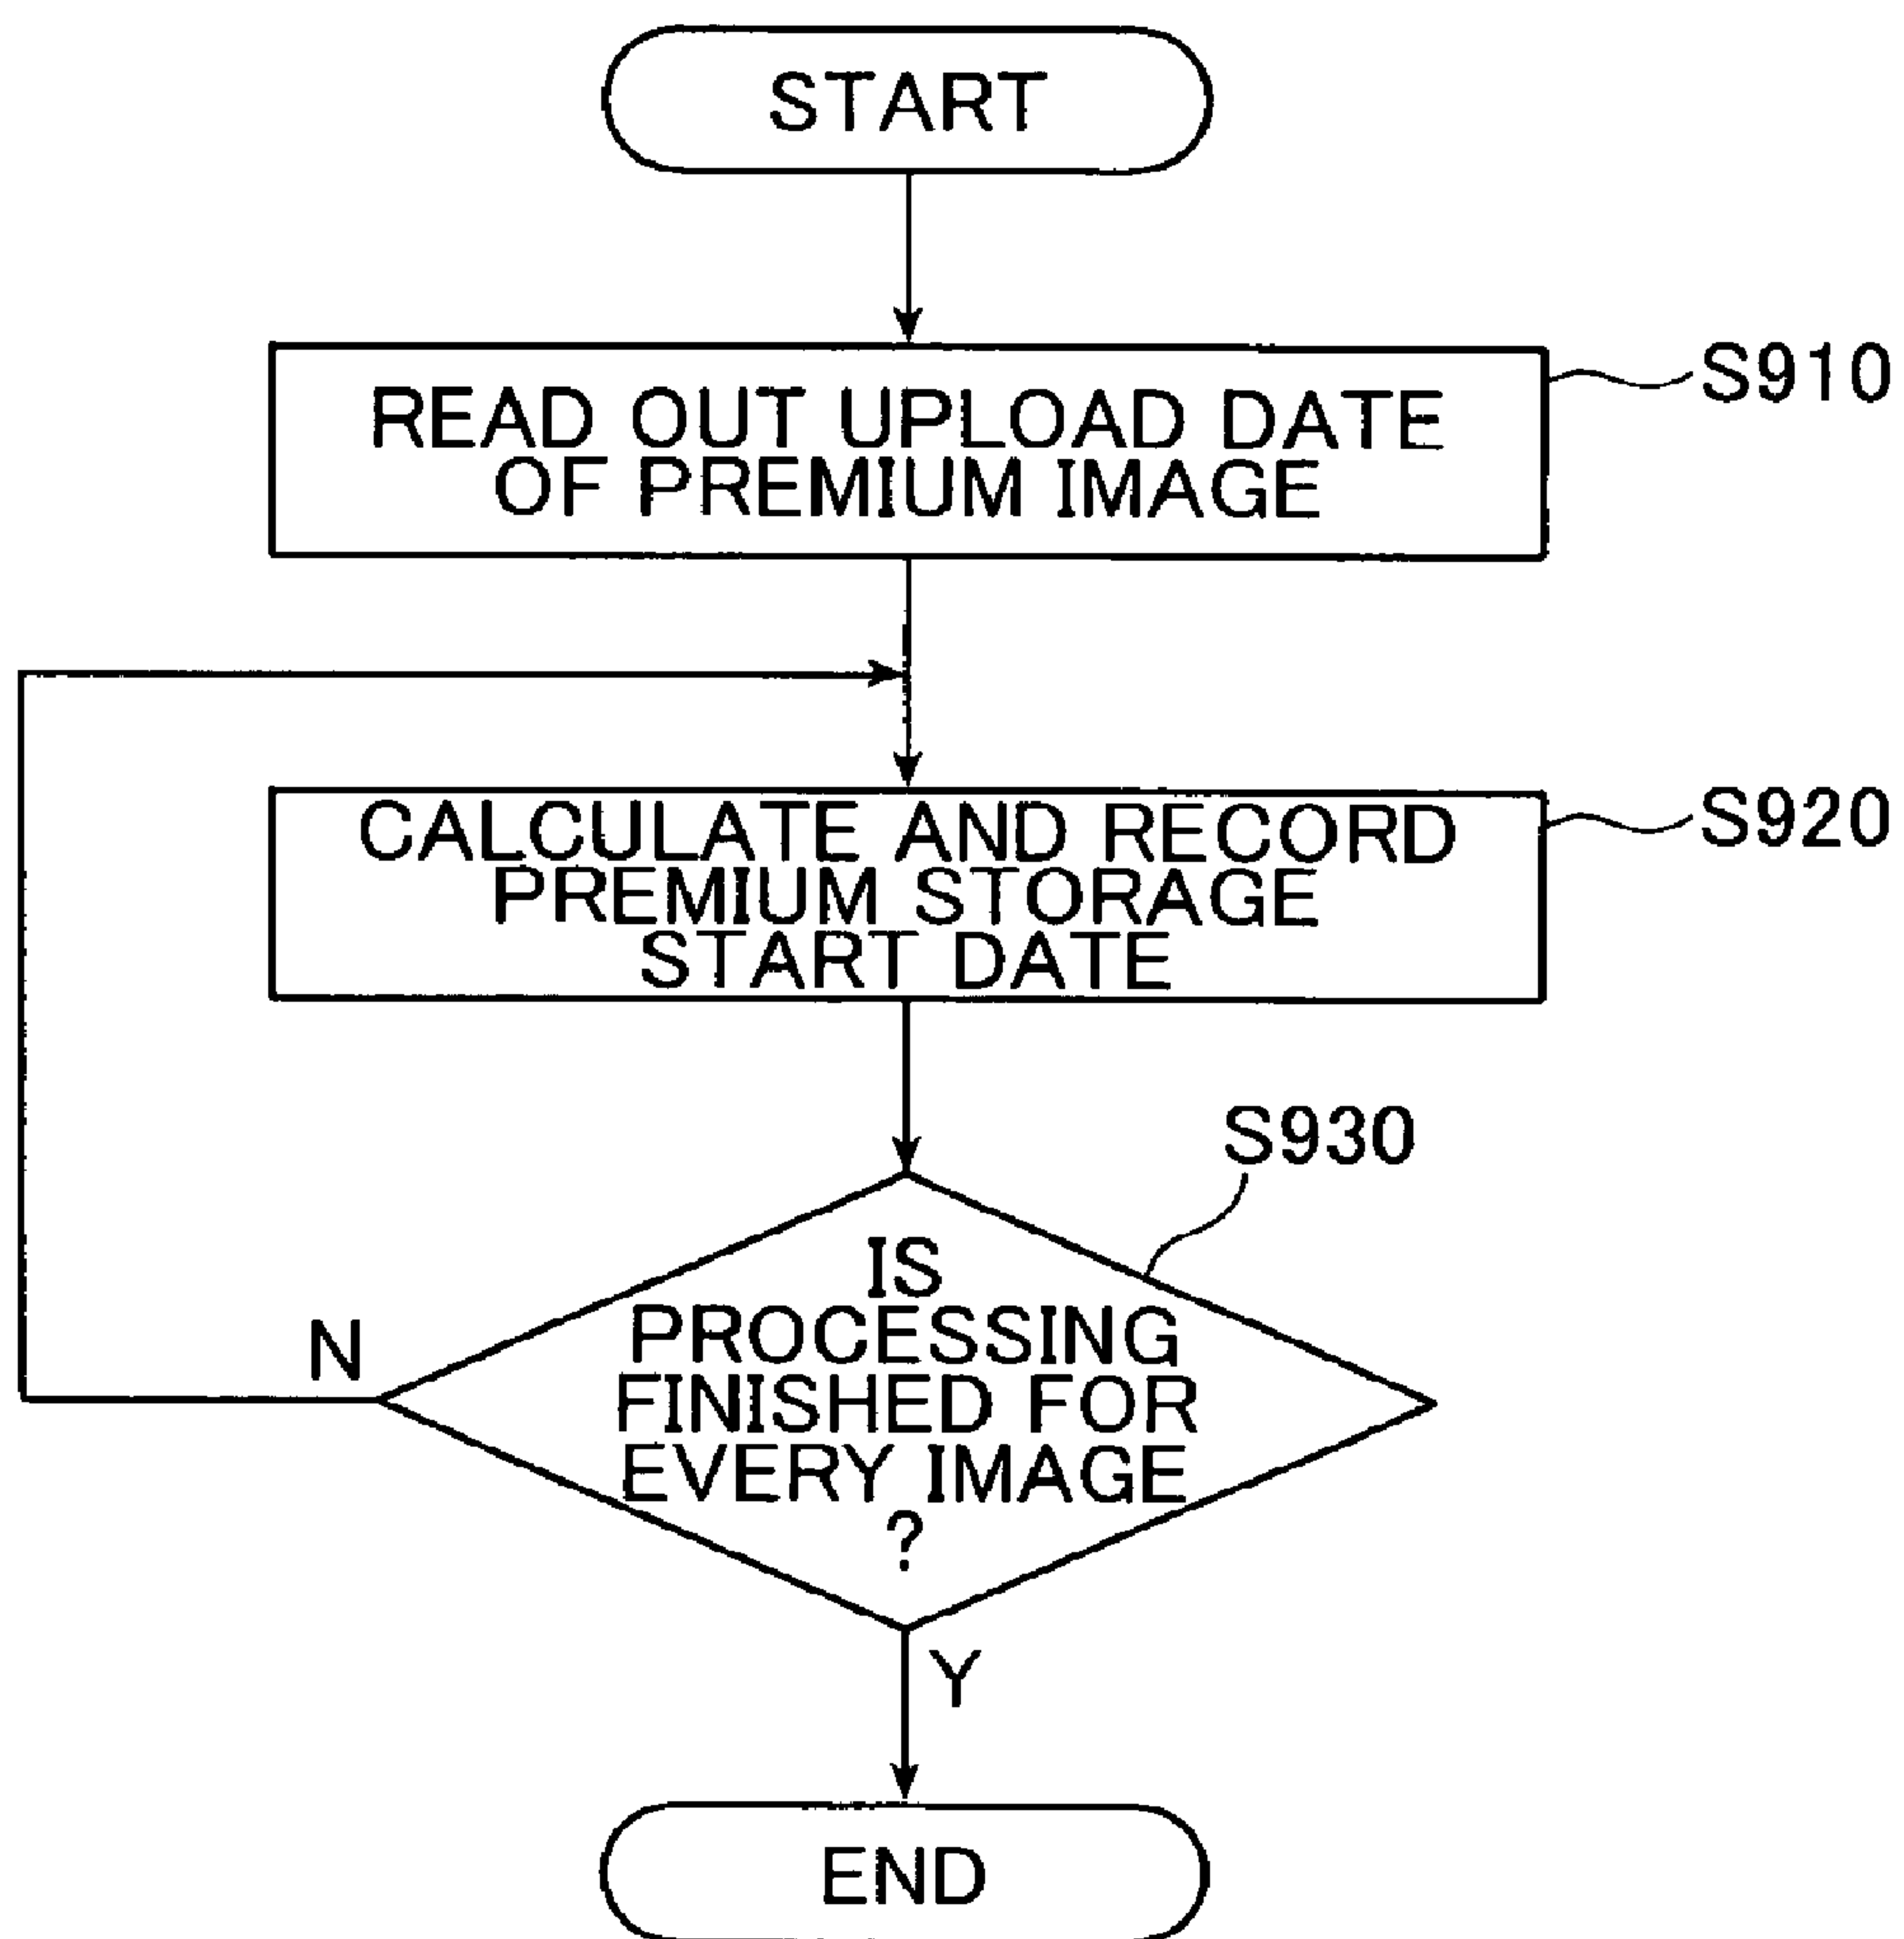 START
READ OUT UPLOAD DATE
OF PREMIUM IMAGE
S910
CALCULATE AND RECORD
PREMIUM STORAGE
START DATE
S920
S930
IS
PROCESSING
FINISHED FOR
EVERY IMAGE
?
N
Y
END